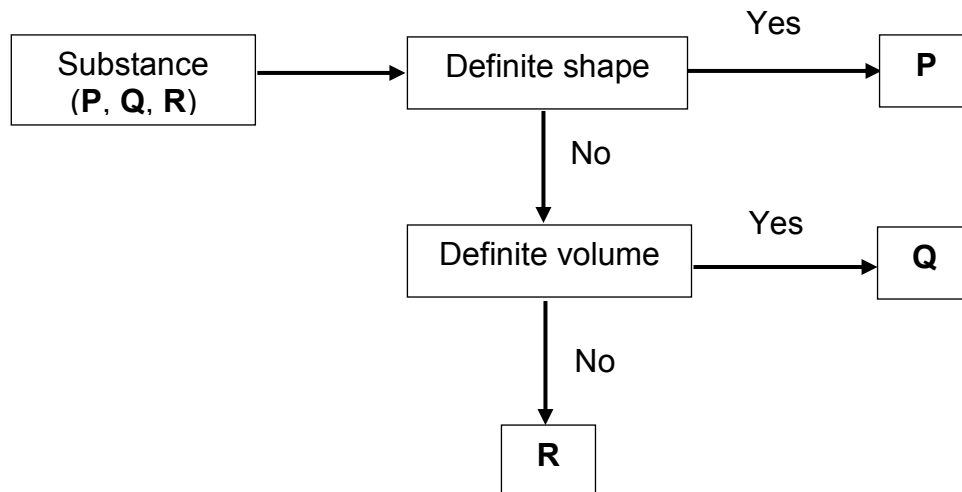 Substance
(P, Q, R)
Definite shape
Yes
P
No
Definite volume
Yes
Q
No
R